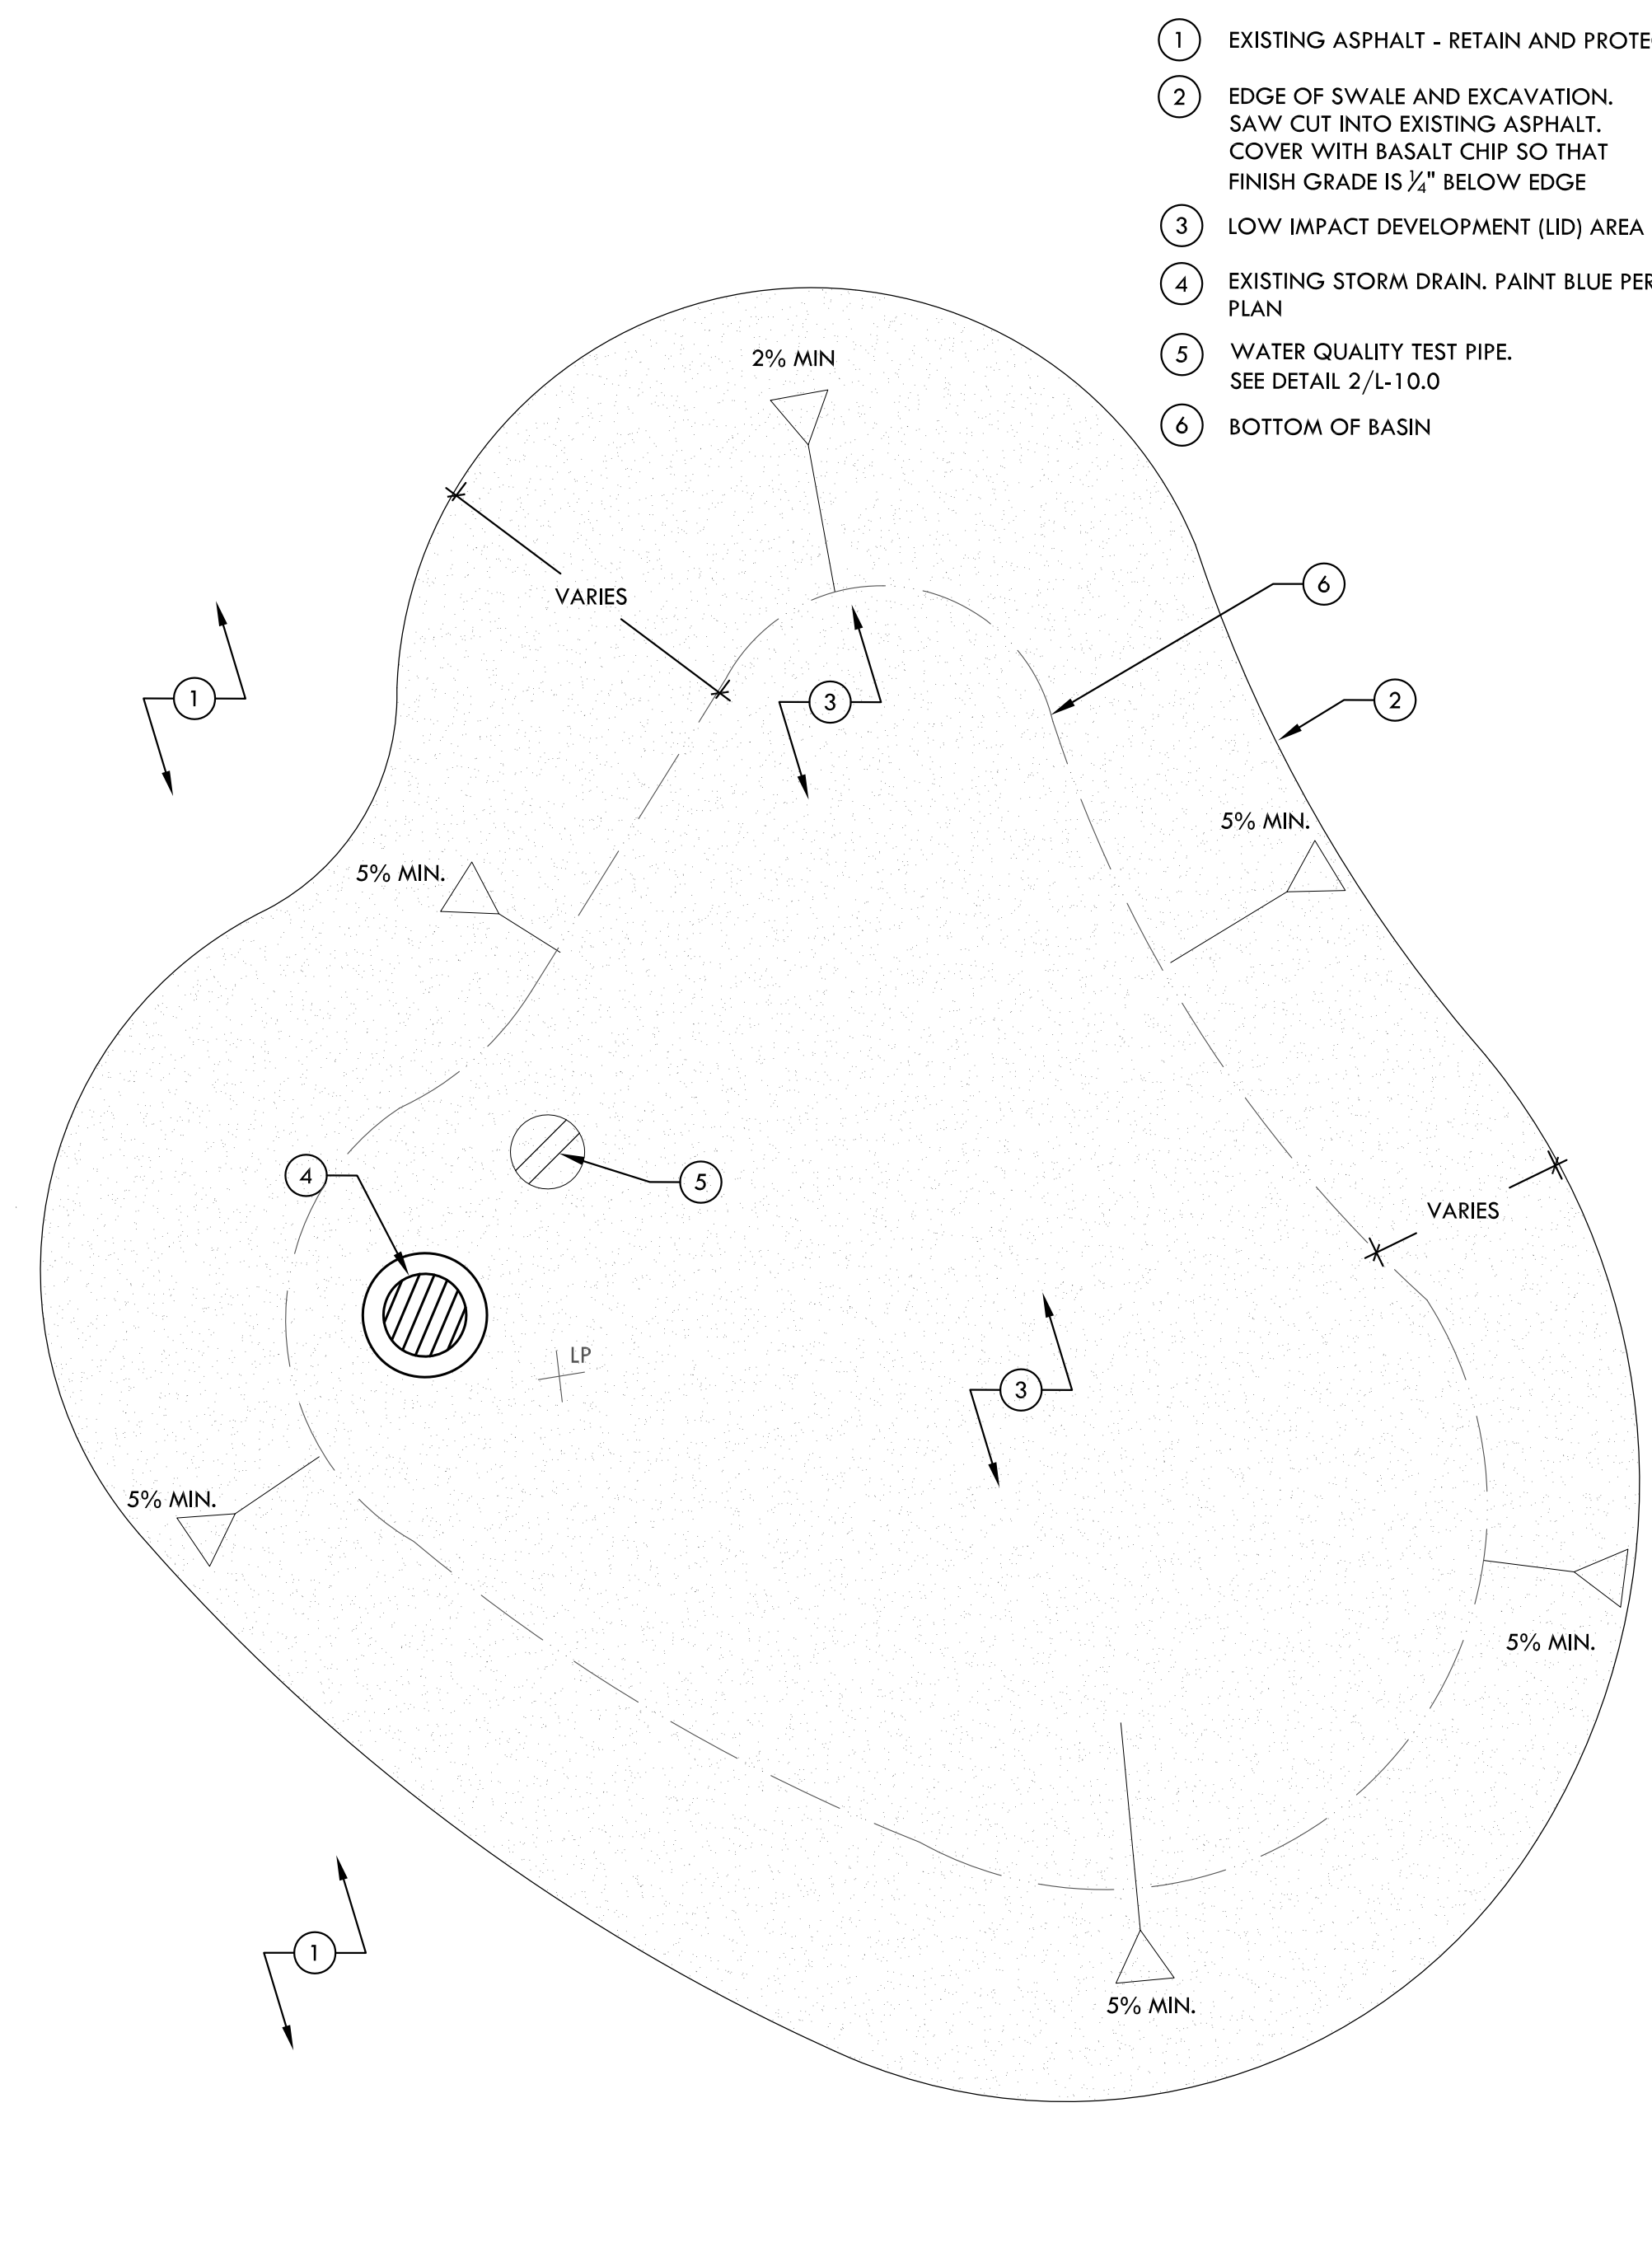 1 EXISTING ASPHALT - RETAIN AND
2 EDGE OF SWALE AND EXCAVATION.
SAW CUT INTO EXISTING ASPHALT.
COVER WITH BASALT CHIP SO THAT
FINISH GRADE IS 1/4" BELOW EDGE
3 LOW IMPACT DEVELOPMENT (LID) AREA
4 EXISTING STORM DRAIN. PAINT BLUE PER
PLAN
5 WATER QUALITY TEST PIPE.
SEE DETAIL 2/L-10.0
6 BOTTOM OF BASIN
2% MIN
VARIES
6
1
3
2
5% MIN.
5% MIN.
4
5
VARIES
LP
3
5% MIN.
5% MIN.
1
5% MIN.